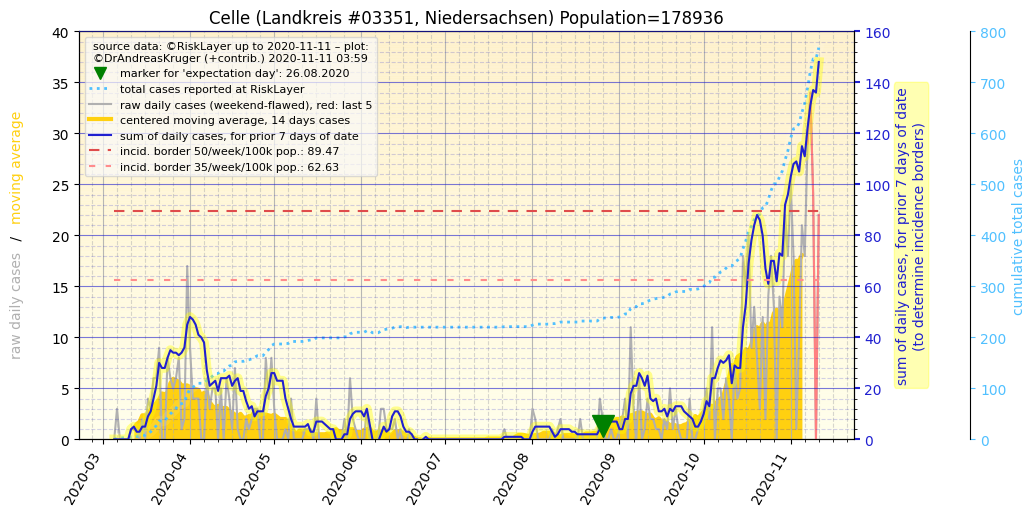 Celle (Landkreis #03351, Niedersachsen) Population=178936
source data: ©RiskLayer up to 2020-11-11 – plot:
©DrAndreasKruger (+contrib.) 2020-11-11 03:59
marker for 'expectation day': 26.08.2020
total cases reported at RiskLayer
raw daily cases (weekend-flawed), red: last 5
centered moving average, 14 days cases
sum of daily cases, for prior 7 days of date
incid. border 50/week/100k pop.: 89.47
incid. border 35/week/100k pop.: 62.63
raw daily cases / moving average
40
35
30
25
20
15
10
5
0
2020-03
2020-04
2020-05
2020-06
2020-07
2020-08
2020-09
2020-10
2020-11
160
140
120
100
80
60
40
20
0
sum of daily cases, for prior 7 days of date
(to determine incidence borders)
800
700
600
500
400
300
200
100
0
cumulative total cases